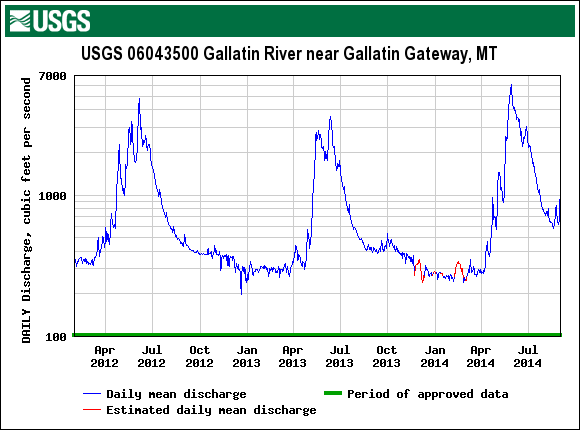 USGS
USGS 06043500 Gallatin River near Gallatin Gateway, MT
DAILY Discharge, cubic feet per second
7000
1000
100
Apr 2012
Jul 2012
Oct 2012
Jan 2013
Apr 2013
Jul 2013
Oct 2013
Jan 2014
Apr 2014
Jul 2014
Daily mean discharge
Period of approved data
Estimated daily mean discharge